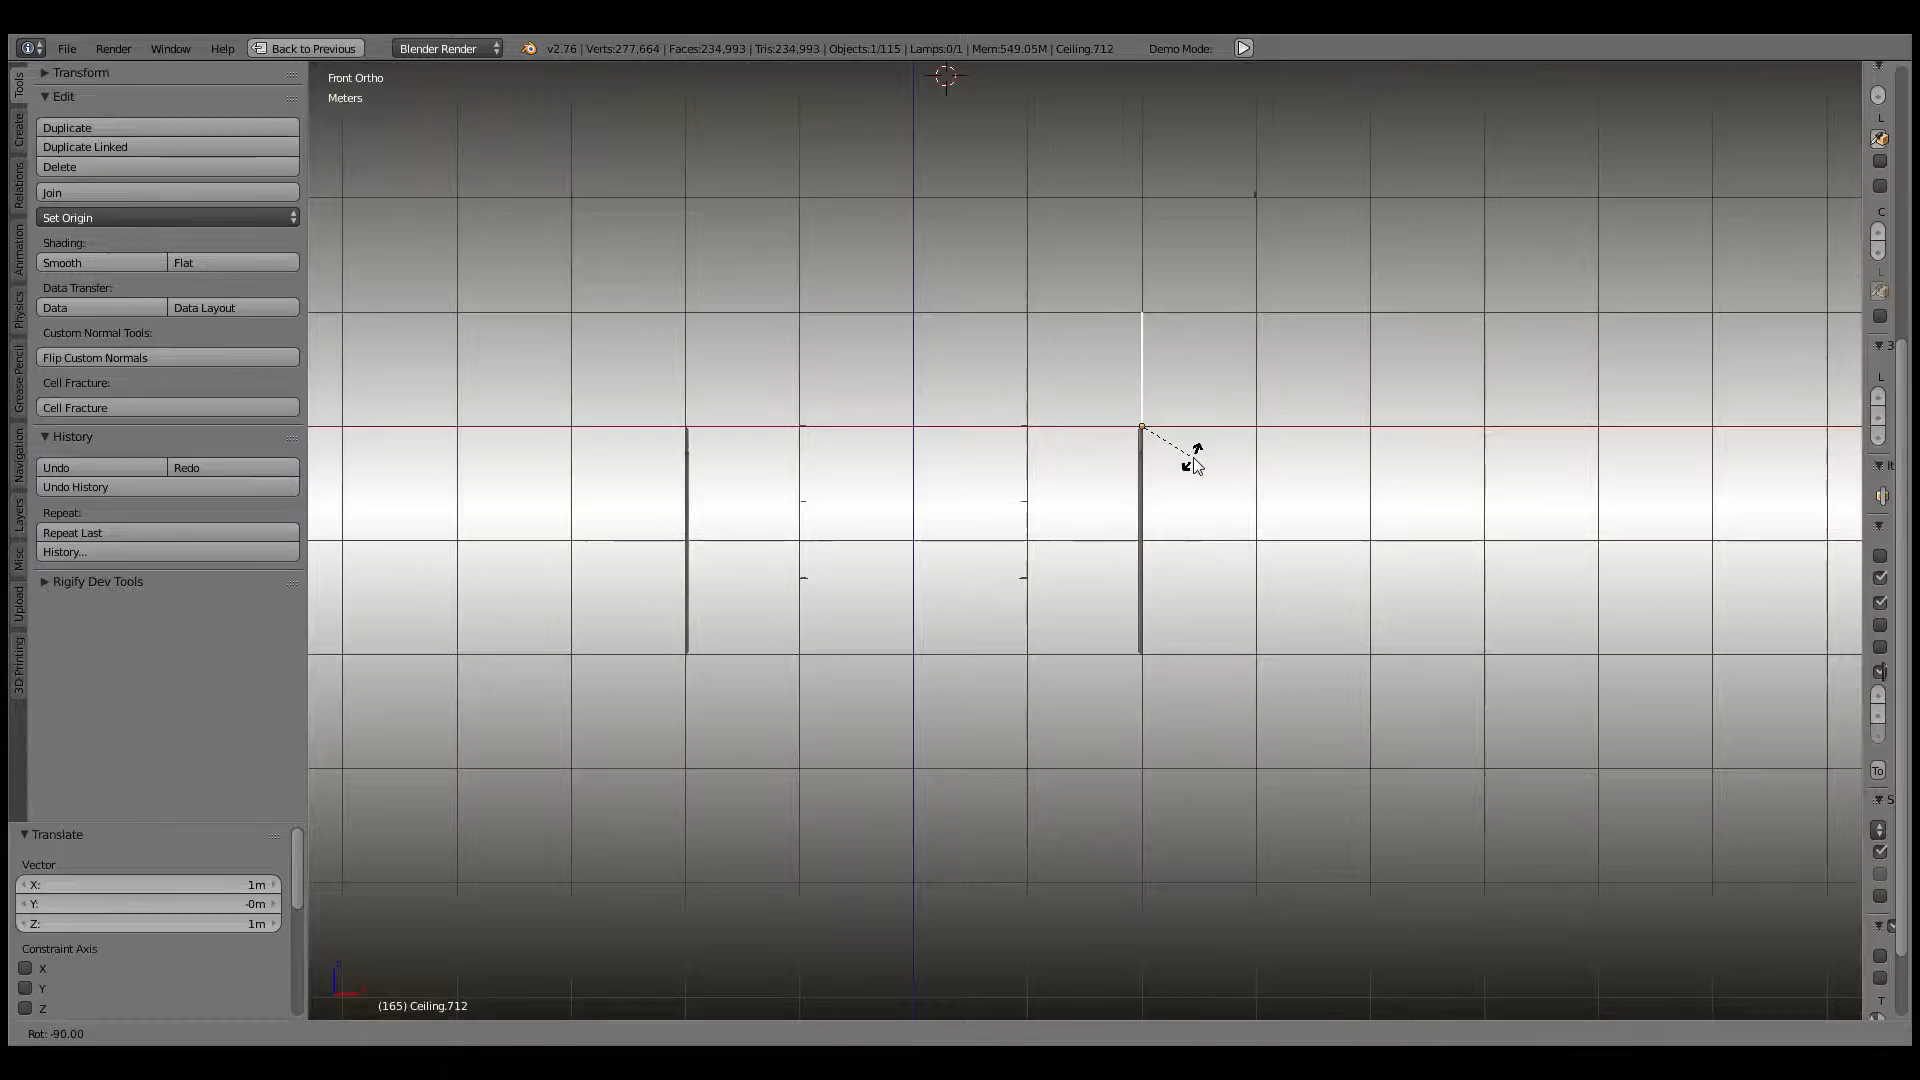 File Render Window Help Back to Previous Blender Render v2.76 | Verts:277,664 | Faces:234,993 | Tris:234,993 | Objects:1/115 | Lamps:0/1 | Mem:549.05M | Ceiling.712 Demo Mode:
Tools
Create
Relations
Animation
Physics
Grease Pencil
Navigation
Layers
Misc
Upload
3D Printing
Transform
Edit
Duplicate
Duplicate Linked
Delete
Join
Set Origin
Shading:
Smooth Flat
Data Transfer:
Data Data Layout
Custom Normal Tools:
Flip Custom Normals
Cell Fracture:
Cell Fracture
History
Undo Redo
Undo History
Repeat:
Repeat Last
History...
Rigify Dev Tools
Translate
Vector
X: 1m
Y: -0m
Z: 1m
Constraint Axis
X
Y
Z
Rot: -90.00
Front Ortho
Meters
(165) Ceiling.712
L
C
L
3
L
It
To
S
T